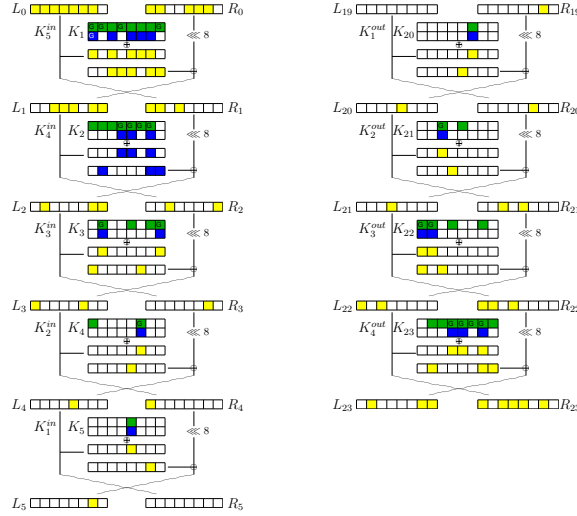 L₀ R₀ L₁₉ R₁₉
K₅ⁱⁿ K₁ G G G G G G K₁ᵒᵘᵗ K₂₀
G
⋘ 8 ⋘ 8
L₁ R₁ L₂₀ R₂₀
K₄ⁱⁿ K₂ G G G G K₂ᵒᵘᵗ K₂₁ G G
⋘ 8 ⋘ 8
L₂ R₂ L₂₁ R₂₁
K₃ⁱⁿ K₃ G G G G K₃ᵒᵘᵗ K₂₂ G G G G
⋘ 8 ⋘ 8
L₃ R₃ L₂₂ R₂₂
K₂ⁱⁿ K₄ G K₄ᵒᵘᵗ K₂₃ G G G G
⋘ 8 ⋘ 8
L₄ R₄ L₂₃ R₂₃
K₁ⁱⁿ K₅
⋘ 8
L₅ R₅